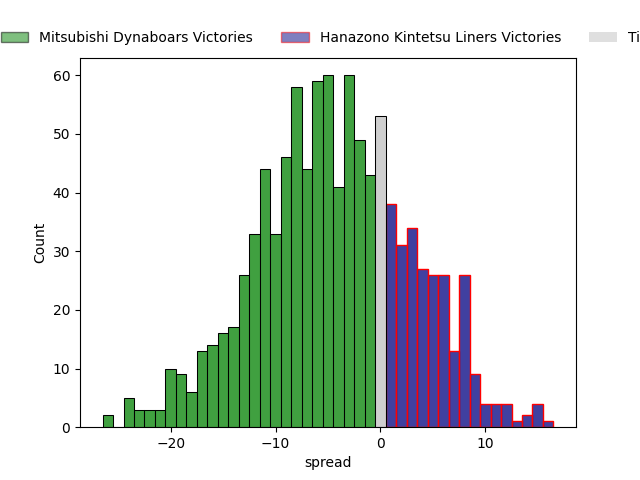 Mitsubishi Dynaboars Victories Hanazono Kintetsu Liners Victories Ti
60
50
40
30
20
10
0
Count
−20 −10 0 10
spread